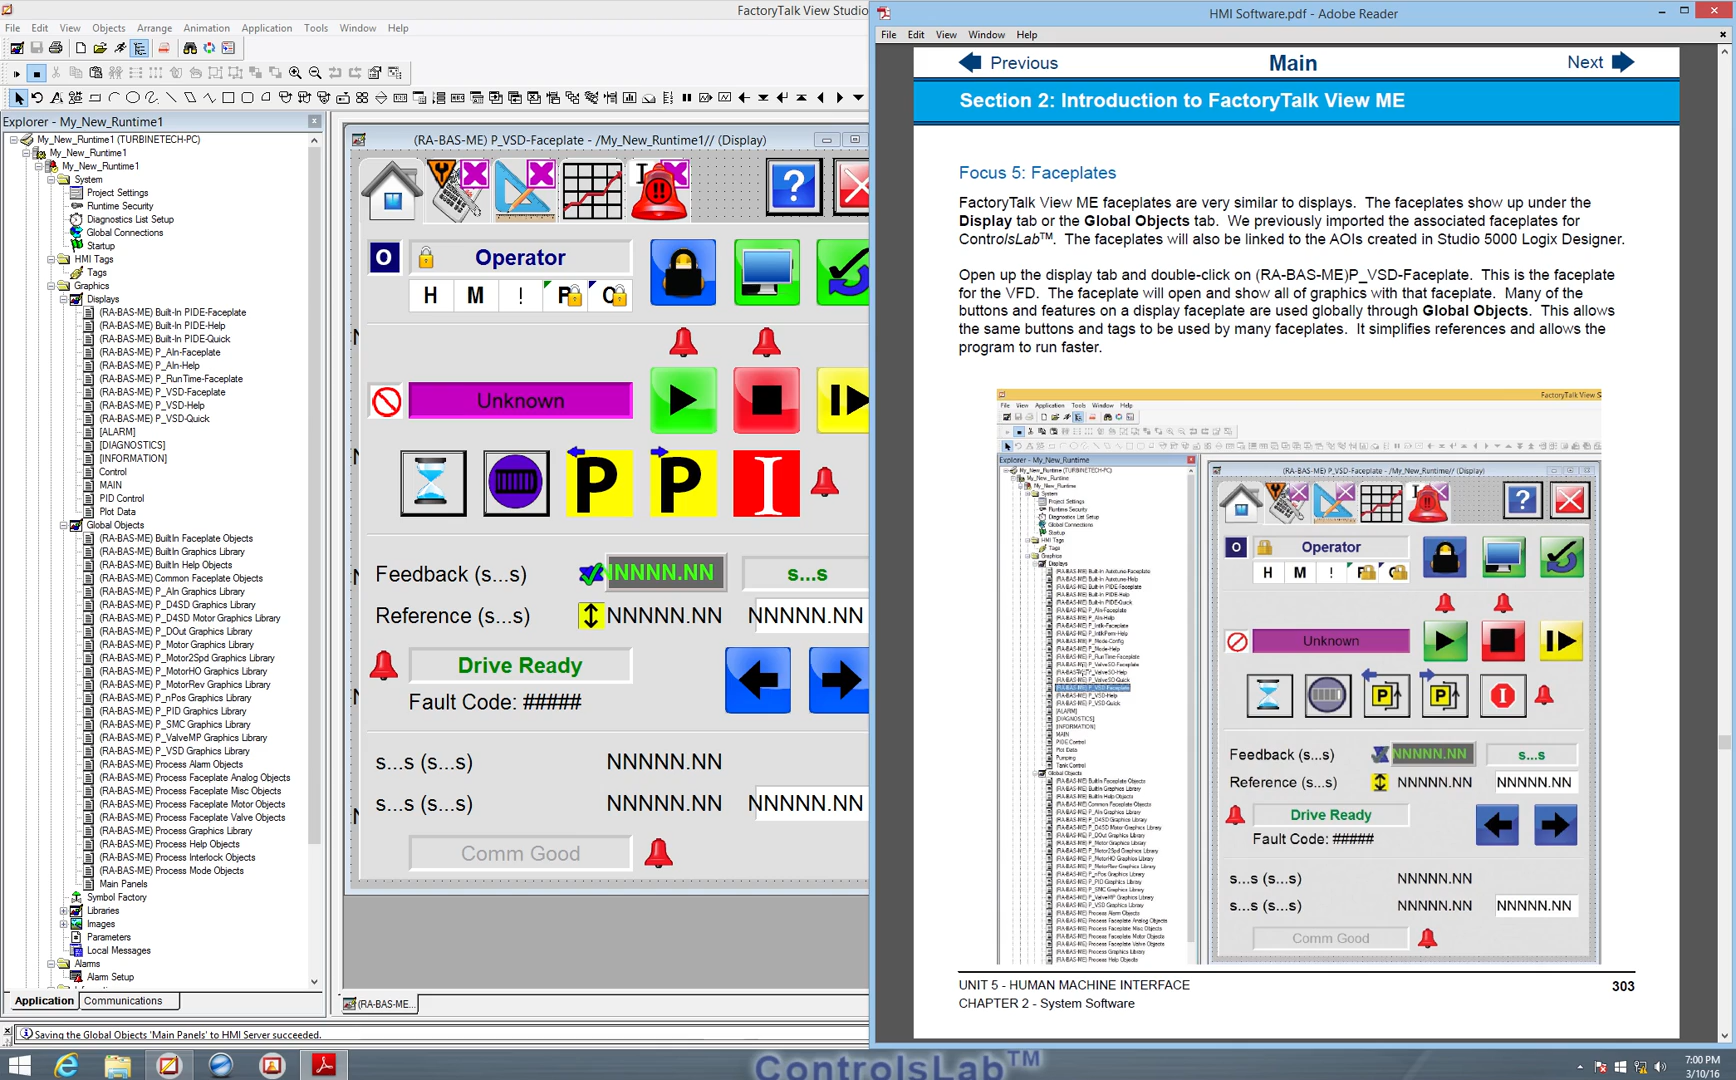 FactoryTalk View Studio
File Edit View Objects Arrange Animation Application Tools Window Help
Explorer - My_New_Runtime1
My_New_Runtime1 (TURBINETECH-PC)
My_New_Runtime1
My_New_Runtime1
System
Project Settings
Runtime Security
Diagnostics List Setup
Global Connections
Startup
HMI Tags
Tags
Graphics
Displays
(RA-BAS-ME) Built-In PIDE-Faceplate
(RA-BAS-ME) Built-In PIDE-Help
(RA-BAS-ME) Built-In PIDE-Quick
(RA-BAS-ME) P_AIn-Faceplate
(RA-BAS-ME) P_AIn-Help
(RA-BAS-ME) P_RunTime-Faceplate
(RA-BAS-ME) P_VSD-Faceplate
(RA-BAS-ME) P_VSD-Help
(RA-BAS-ME) P_VSD-Quick
[ALARM]
[DIAGNOSTICS]
[INFORMATION]
Control
MAIN
PID Control
Plot Data
Global Objects
(RA-BAS-ME) BuiltIn Faceplate Objects
(RA-BAS-ME) BuiltIn Graphics Library
(RA-BAS-ME) BuiltIn Help Objects
(RA-BAS-ME) Common Faceplate Objects
(RA-BAS-ME) P_AIn Graphics Library
(RA-BAS-ME) P_D4SD Graphics Library
(RA-BAS-ME) P_D4SD Motor Graphics Library
(RA-BAS-ME) P_DOut Graphics Library
(RA-BAS-ME) P_Motor Graphics Library
(RA-BAS-ME) P_Motor2Spd Graphics Library
(RA-BAS-ME) P_MotorHO Graphics Library
(RA-BAS-ME) P_MotorRev Graphics Library
(RA-BAS-ME) P_nPos Graphics Library
(RA-BAS-ME) P_PID Graphics Library
(RA-BAS-ME) P_SMC Graphics Library
(RA-BAS-ME) P_ValveMP Graphics Library
(RA-BAS-ME) P_VSD Graphics Library
(RA-BAS-ME) Process Alarm Objects
(RA-BAS-ME) Process Faceplate Analog Objects
(RA-BAS-ME) Process Faceplate Misc Objects
(RA-BAS-ME) Process Faceplate Motor Objects
(RA-BAS-ME) Process Faceplate Valve Objects
(RA-BAS-ME) Process Graphics Library
(RA-BAS-ME) Process Help Objects
(RA-BAS-ME) Process Interlock Objects
(RA-BAS-ME) Process Mode Objects
Main Panels
Symbol Factory
Libraries
Images
Parameters
Local Messages
Alarms
Alarm Setup
Application Communications
Saving the Global Objects 'Main Panels' to HMI Server succeeded.
(RA-BAS-ME) P_VSD-Faceplate - /My_New_Runtime1// (Display)
I !! ?
O Operator
H M ! P O
Unknown
P P I
Feedback (s...s) NNNNN.NN s...s
Reference (s...s) NNNNN.NN NNNNN.NN
Drive Ready
Fault Code: #####
s...s (s...s) NNNNN.NN
s...s (s...s) NNNNN.NN NNNNN.NN
Comm Good
(RA-BAS-ME...
HMI Software.pdf - Adobe Reader
File Edit View Window Help
Previous Main Next
Section 2: Introduction to FactoryTalk View ME
Focus 5: Faceplates
FactoryTalk View ME faceplates are very similar to displays. The faceplates show up under the
Display tab or the Global Objects tab. We previously imported the associated faceplates for
ControlsLab™. The faceplates will also be linked to the AOIs created in Studio 5000 Logix Designer.
Open up the display tab and double-click on (RA-BAS-ME)P_VSD-Faceplate. This is the faceplate
for the VFD. The faceplate will open and show all of graphics with that faceplate. Many of the
buttons and features on a display faceplate are used globally through Global Objects. This allows
the same buttons and tags to be used by many faceplates. It simplifies references and allows the
program to run faster.
FactoryTalk View S
File View Application Tools Window Help
Explorer - My_New_Runtime
(RA-BAS-ME) P_VSD-Faceplate - /My_New_Runtime// (Display)
I !! ?
O Operator
H M !
Unknown
P P I
Feedback (s...s) NNNNN.NN s...s
Reference (s...s) NNNNN.NN NNNNN.NN
Drive Ready
Fault Code: #####
s...s (s...s) NNNNN.NN
s...s (s...s) NNNNN.NN NNNNN.NN
Comm Good
UNIT 5 - HUMAN MACHINE INTERFACE
CHAPTER 2 - System Software
303
ControlsLab™
7:00 PM
3/10/16